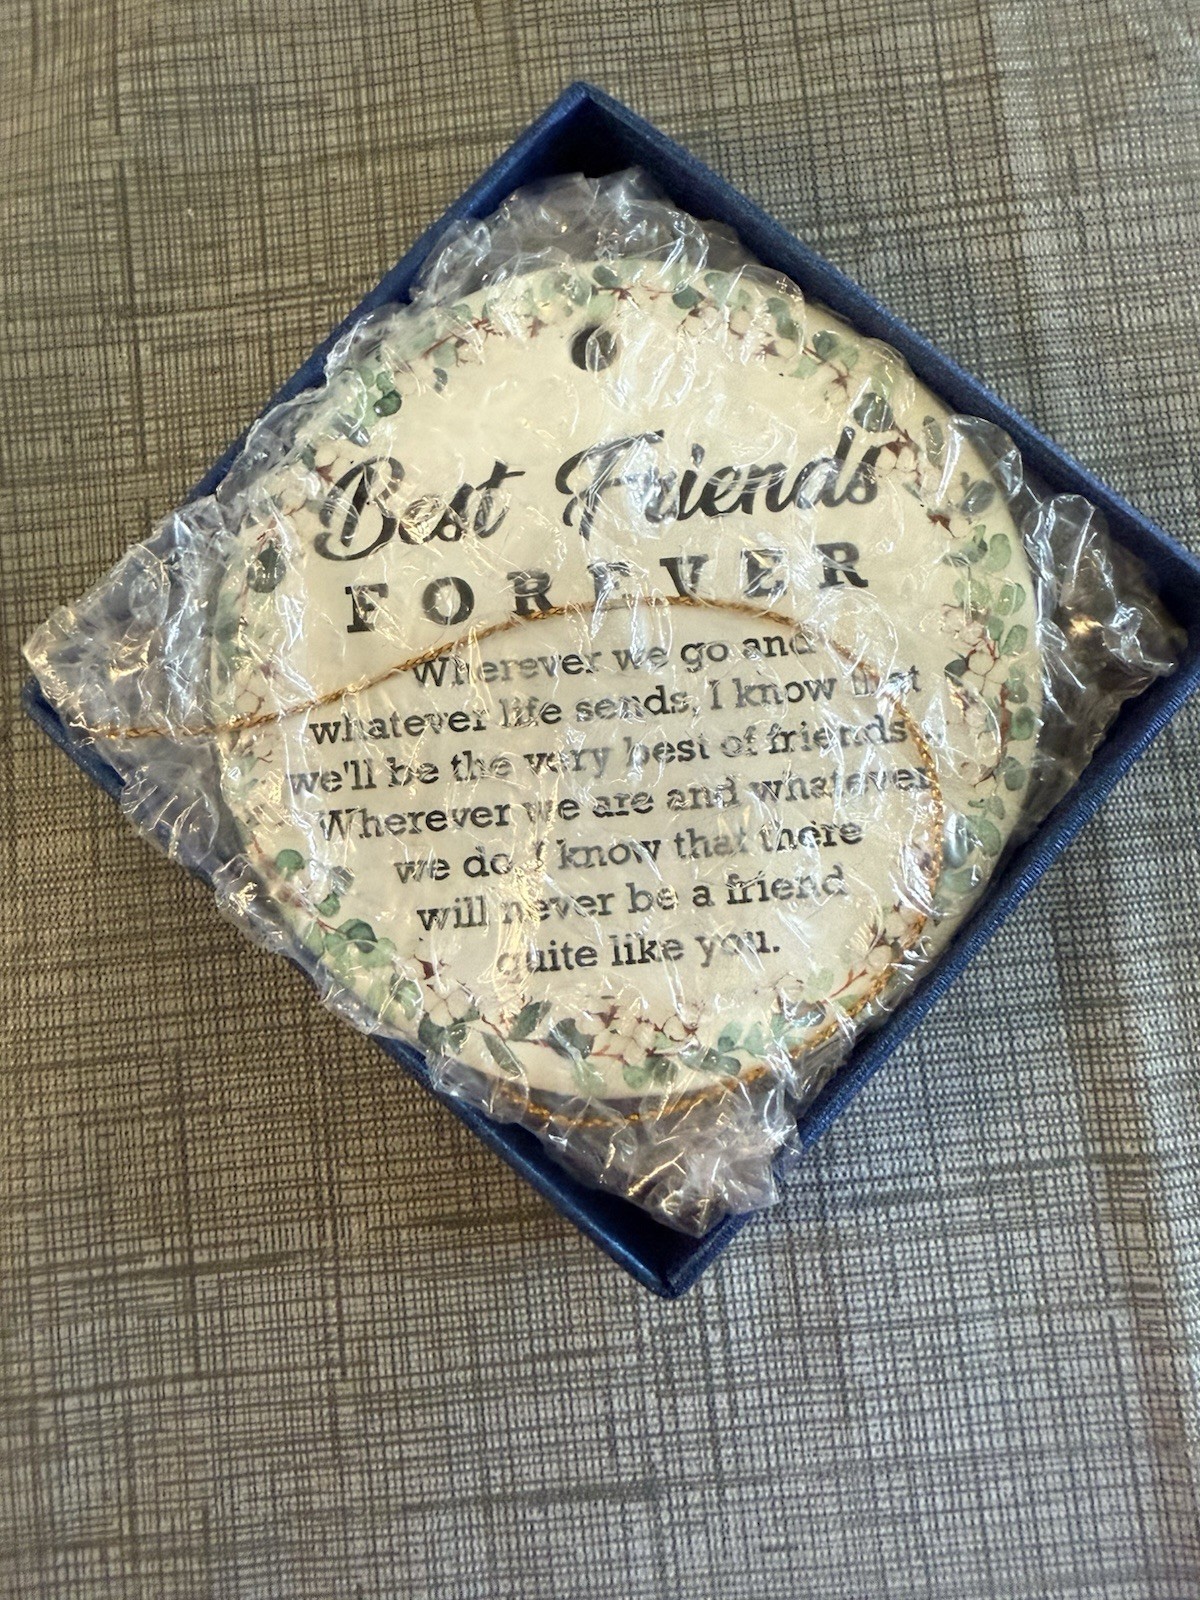 Best Friends
FOREVER
Wherever we go and
whatever life sends, I know that
we'll be the very best of friends.
Wherever we are and whatever
we do, I know that there
will never be a friend
quite like you.